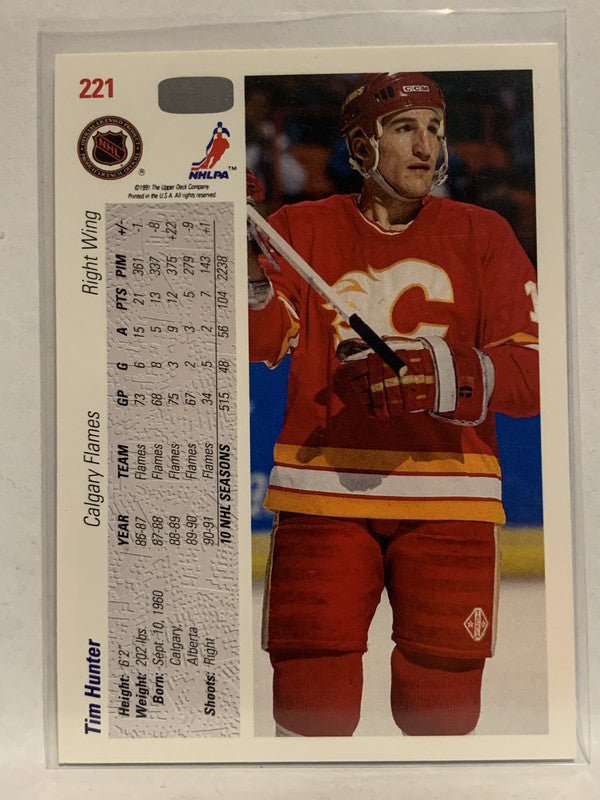 221
NHL
®
NHLPA™
©1991 The Upper Deck Company.
Printed in the U.S.A. All rights reserved.
Tim Hunter Calgary Flames Right Wing
Height: 6'2"
Weight: 202 lbs.
Born: Sept. 10, 1960
Calgary,
Alberta
Shoots: Right
YEAR TEAM GP G A PTS PIM +/-
86-87 Flames 73 6 15 21 361 -1
87-88 Flames 68 8 5 13 337 -8
88-89 Flames 75 3 9 12 375 +22
89-90 Flames 67 2 3 5 279 -9
90-91 Flames 34 5 2 7 143 +1
10 NHL SEASONS 515 48 56 104 2238
CCM
C